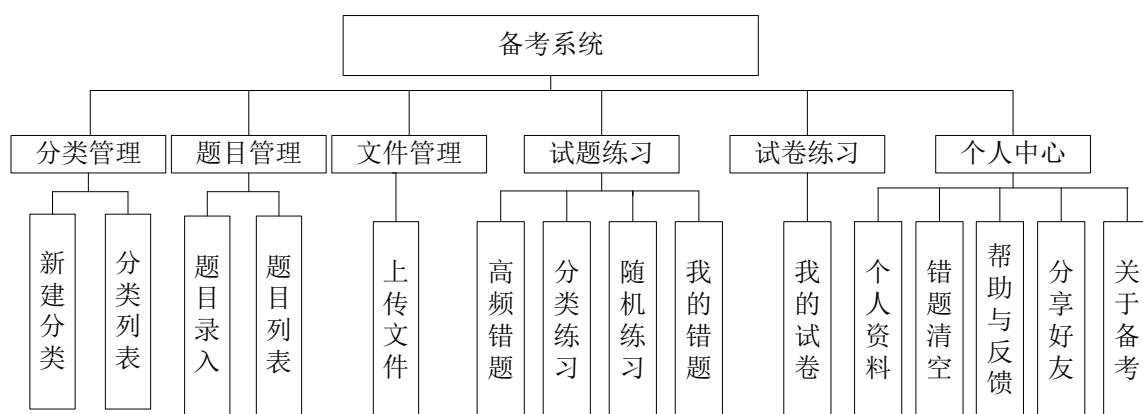 备考系统
分类管理
题目管理
文件管理
试题练习
试卷练习
个人中心
新建分类
分类列表
题目录入
题目列表
上传文件
高频错题
分类练习
随机练习
我的错题
我的试卷
个人资料
错题清空
帮助与反馈
分享好友
关于备考